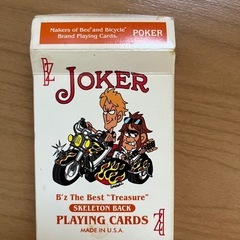 Makers of Bee® and Bicycle®
Brand Playing Cards.
POKER
B'z
JOKER
B'z The Best "Treasure"
SKELETON BACK
PLAYING CARDS
MADE IN U.S.A.
B'z